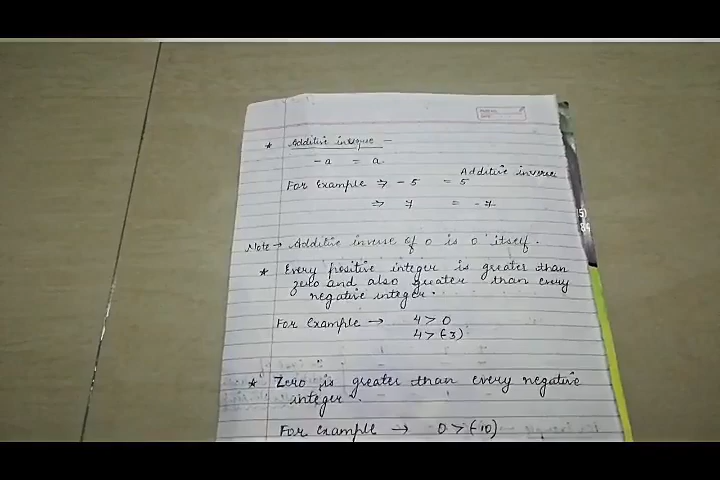 * Additive inverse -
-a = a
Additive inverse
For Example ⇒ -5 = 5
⇒ 7 = -7
Note → Additive inverse of 0 is 0 itself.
* Every positive integer is greater than
zero and also greater than every
negative integer.
For Example → 4 > 0
4 > (-3)
* Zero is greater than every negative
integer.
For Example → 0 > (-10)